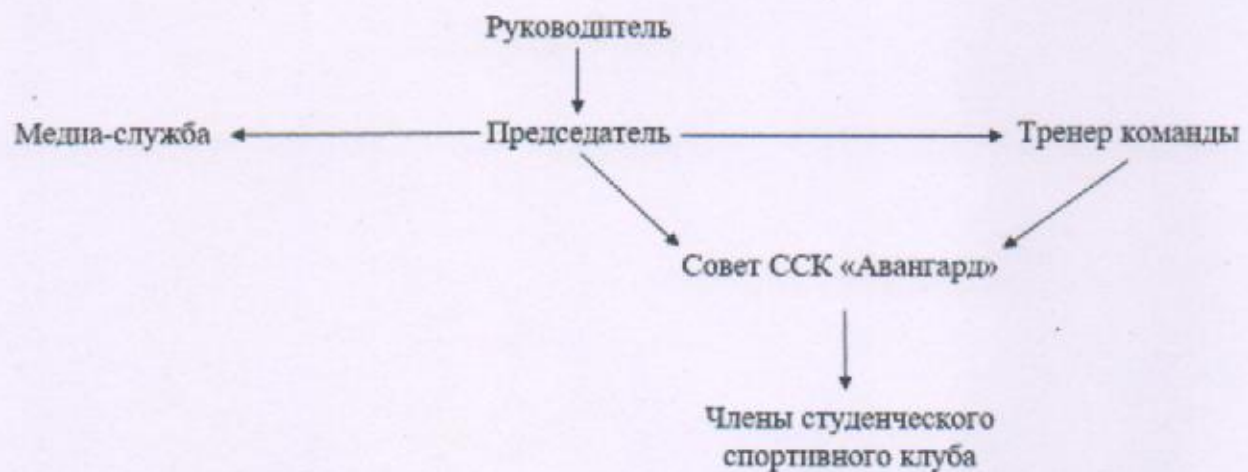 Руководитель
Медиа-служба
Председатель
Тренер команды
Совет ССК «Авангард»
Члены студенческого
спортивного клуба